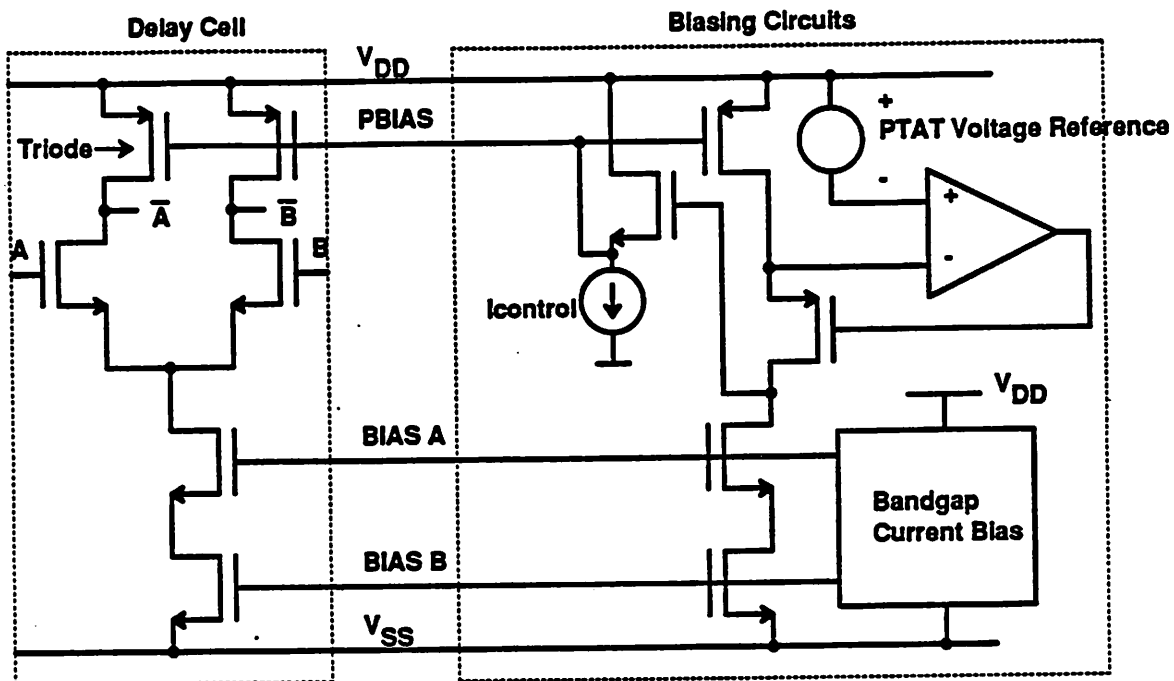 Delay Cell
Biasing Circuits
VDD
PBIAS
+
PTAT Voltage Reference
-
Triode
A̅
B̅
+
-
A
B
Icontrol
VDD
BIAS A
Bandgap
Current Bias
BIAS B
VSS